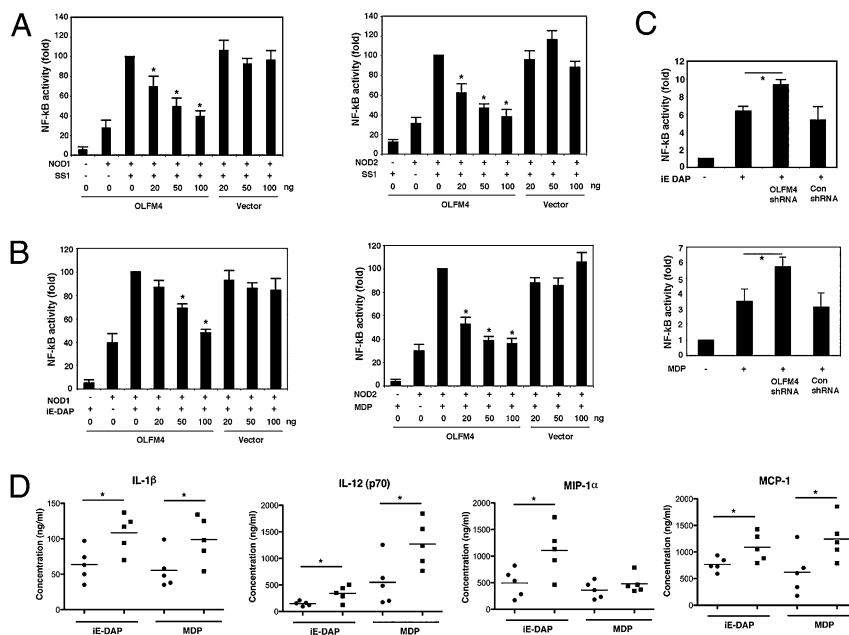 A
NF-kB activity (fold)
140
120
100
80
60
40
20
0
NOD1 - + + + + + + + +
SS1 - - + + + + + + +
0 0 0 20 50 100 20 50 100 ng
OLFM4 Vector
NF-kB activity (fold)
140
120
100
80
60
40
20
0
NOD2 - - + + + + + + +
SS1 + - + + + + + + +
0 0 0 20 50 100 20 50 100 ng
OLFM4 Vector
C
NF-kB activity (fold)
12
10
8
6
4
2
0
iE DAP - + + +
OLFM4 Con
shRNA shRNA
B
NF-kB activity (fold)
120
100
80
60
40
20
0
NOD1 - + + + + + + + +
iE-DAP + - + + + + + + +
0 0 0 20 50 100 20 50 100 ng
OLFM4 Vector
NF-kB activity (fold)
120
100
80
60
40
20
0
NOD2 - + + + + + + + +
MDP + - + + + + + + +
0 0 0 20 50 100 20 50 100 ng
OLFM4 Vector
NF-kB activity (fold)
7
6
5
4
3
2
1
0
MDP - + + +
OLFM4 Con
shRNA shRNA
D
IL-1β
Concentration (ng/ml)
150
100
50
0
iE-DAP MDP
IL-12 (p70)
Concentration (ng/ml)
2000
1500
1000
500
0
iE-DAP MDP
MIP-1α
Concentration (ng/ml)
2000
1500
1000
500
0
iE-DAP MDP
MCP-1
Concentration (ng/ml)
2000
1500
1000
500
0
iE-DAP MDP